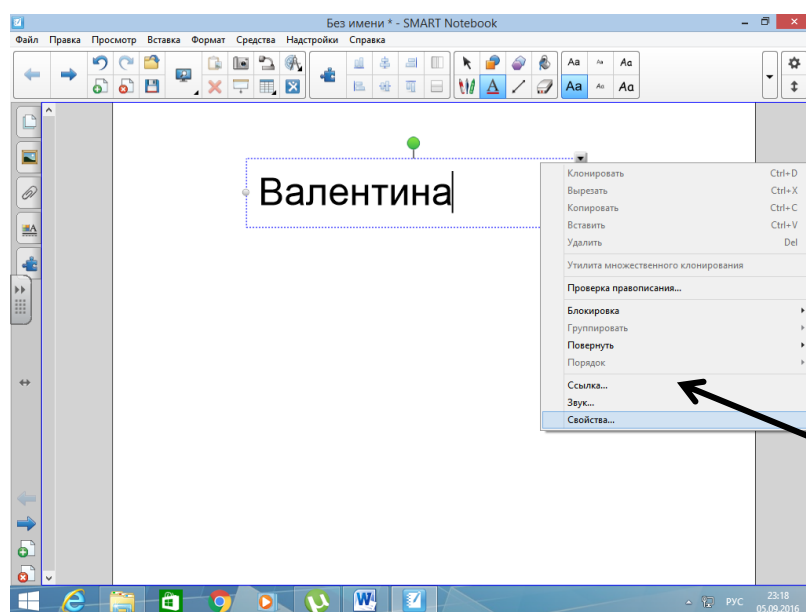 Без имени * - SMART Notebook
Файл Правка Просмотр Вставка Формат Средства Надстройки Справка
Aa Aa Aa
Aa Aa Aa
Валентина
Клонировать Ctrl+D
Вырезать Ctrl+X
Копировать Ctrl+C
Вставить Ctrl+V
Удалить Del
Утилита множественного клонирования
Проверка правописания...
Блокировка
Группировать
Повернуть
Порядок
Ссылка...
Звук...
Свойства...
РУС 23:18
05.09.2016